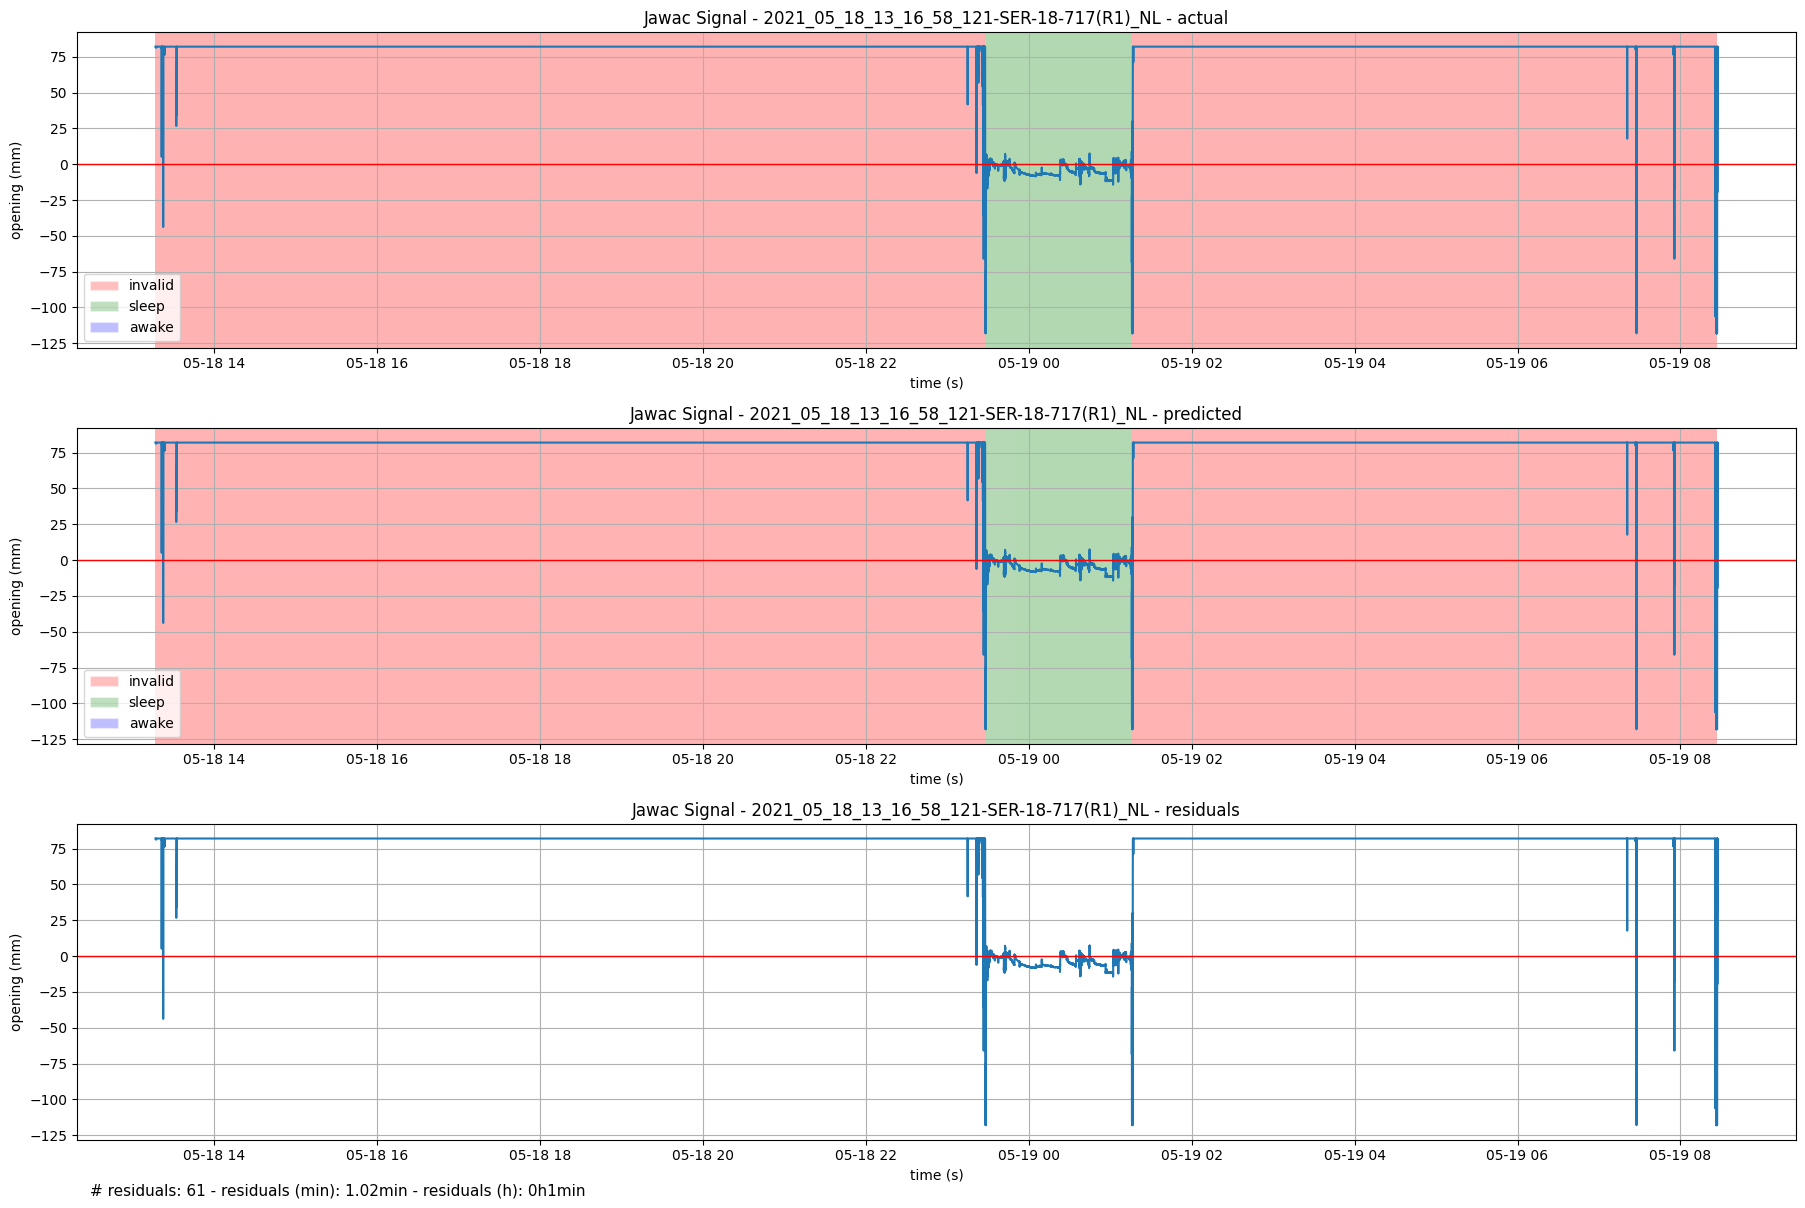 Jawac Signal - 2021_05_18_13_16_58_121-SER-18-717(R1)_NL - actual
75
50
25
0
−25
−50
−75
−100
−125
opening (mm)
invalid
sleep
awake
05-18 14 05-18 16 05-18 18 05-18 20 05-18 22 05-19 00 05-19 02 05-19 04 05-19 06 05-19 08
time (s)
Jawac Signal - 2021_05_18_13_16_58_121-SER-18-717(R1)_NL - predicted
75
50
25
0
−25
−50
−75
−100
−125
opening (mm)
invalid
sleep
awake
05-18 14 05-18 16 05-18 18 05-18 20 05-18 22 05-19 00 05-19 02 05-19 04 05-19 06 05-19 08
time (s)
Jawac Signal - 2021_05_18_13_16_58_121-SER-18-717(R1)_NL - residuals
75
50
25
0
−25
−50
−75
−100
−125
opening (mm)
05-18 14 05-18 16 05-18 18 05-18 20 05-18 22 05-19 00 05-19 02 05-19 04 05-19 06 05-19 08
time (s)
# residuals: 61 - residuals (min): 1.02min - residuals (h): 0h1min